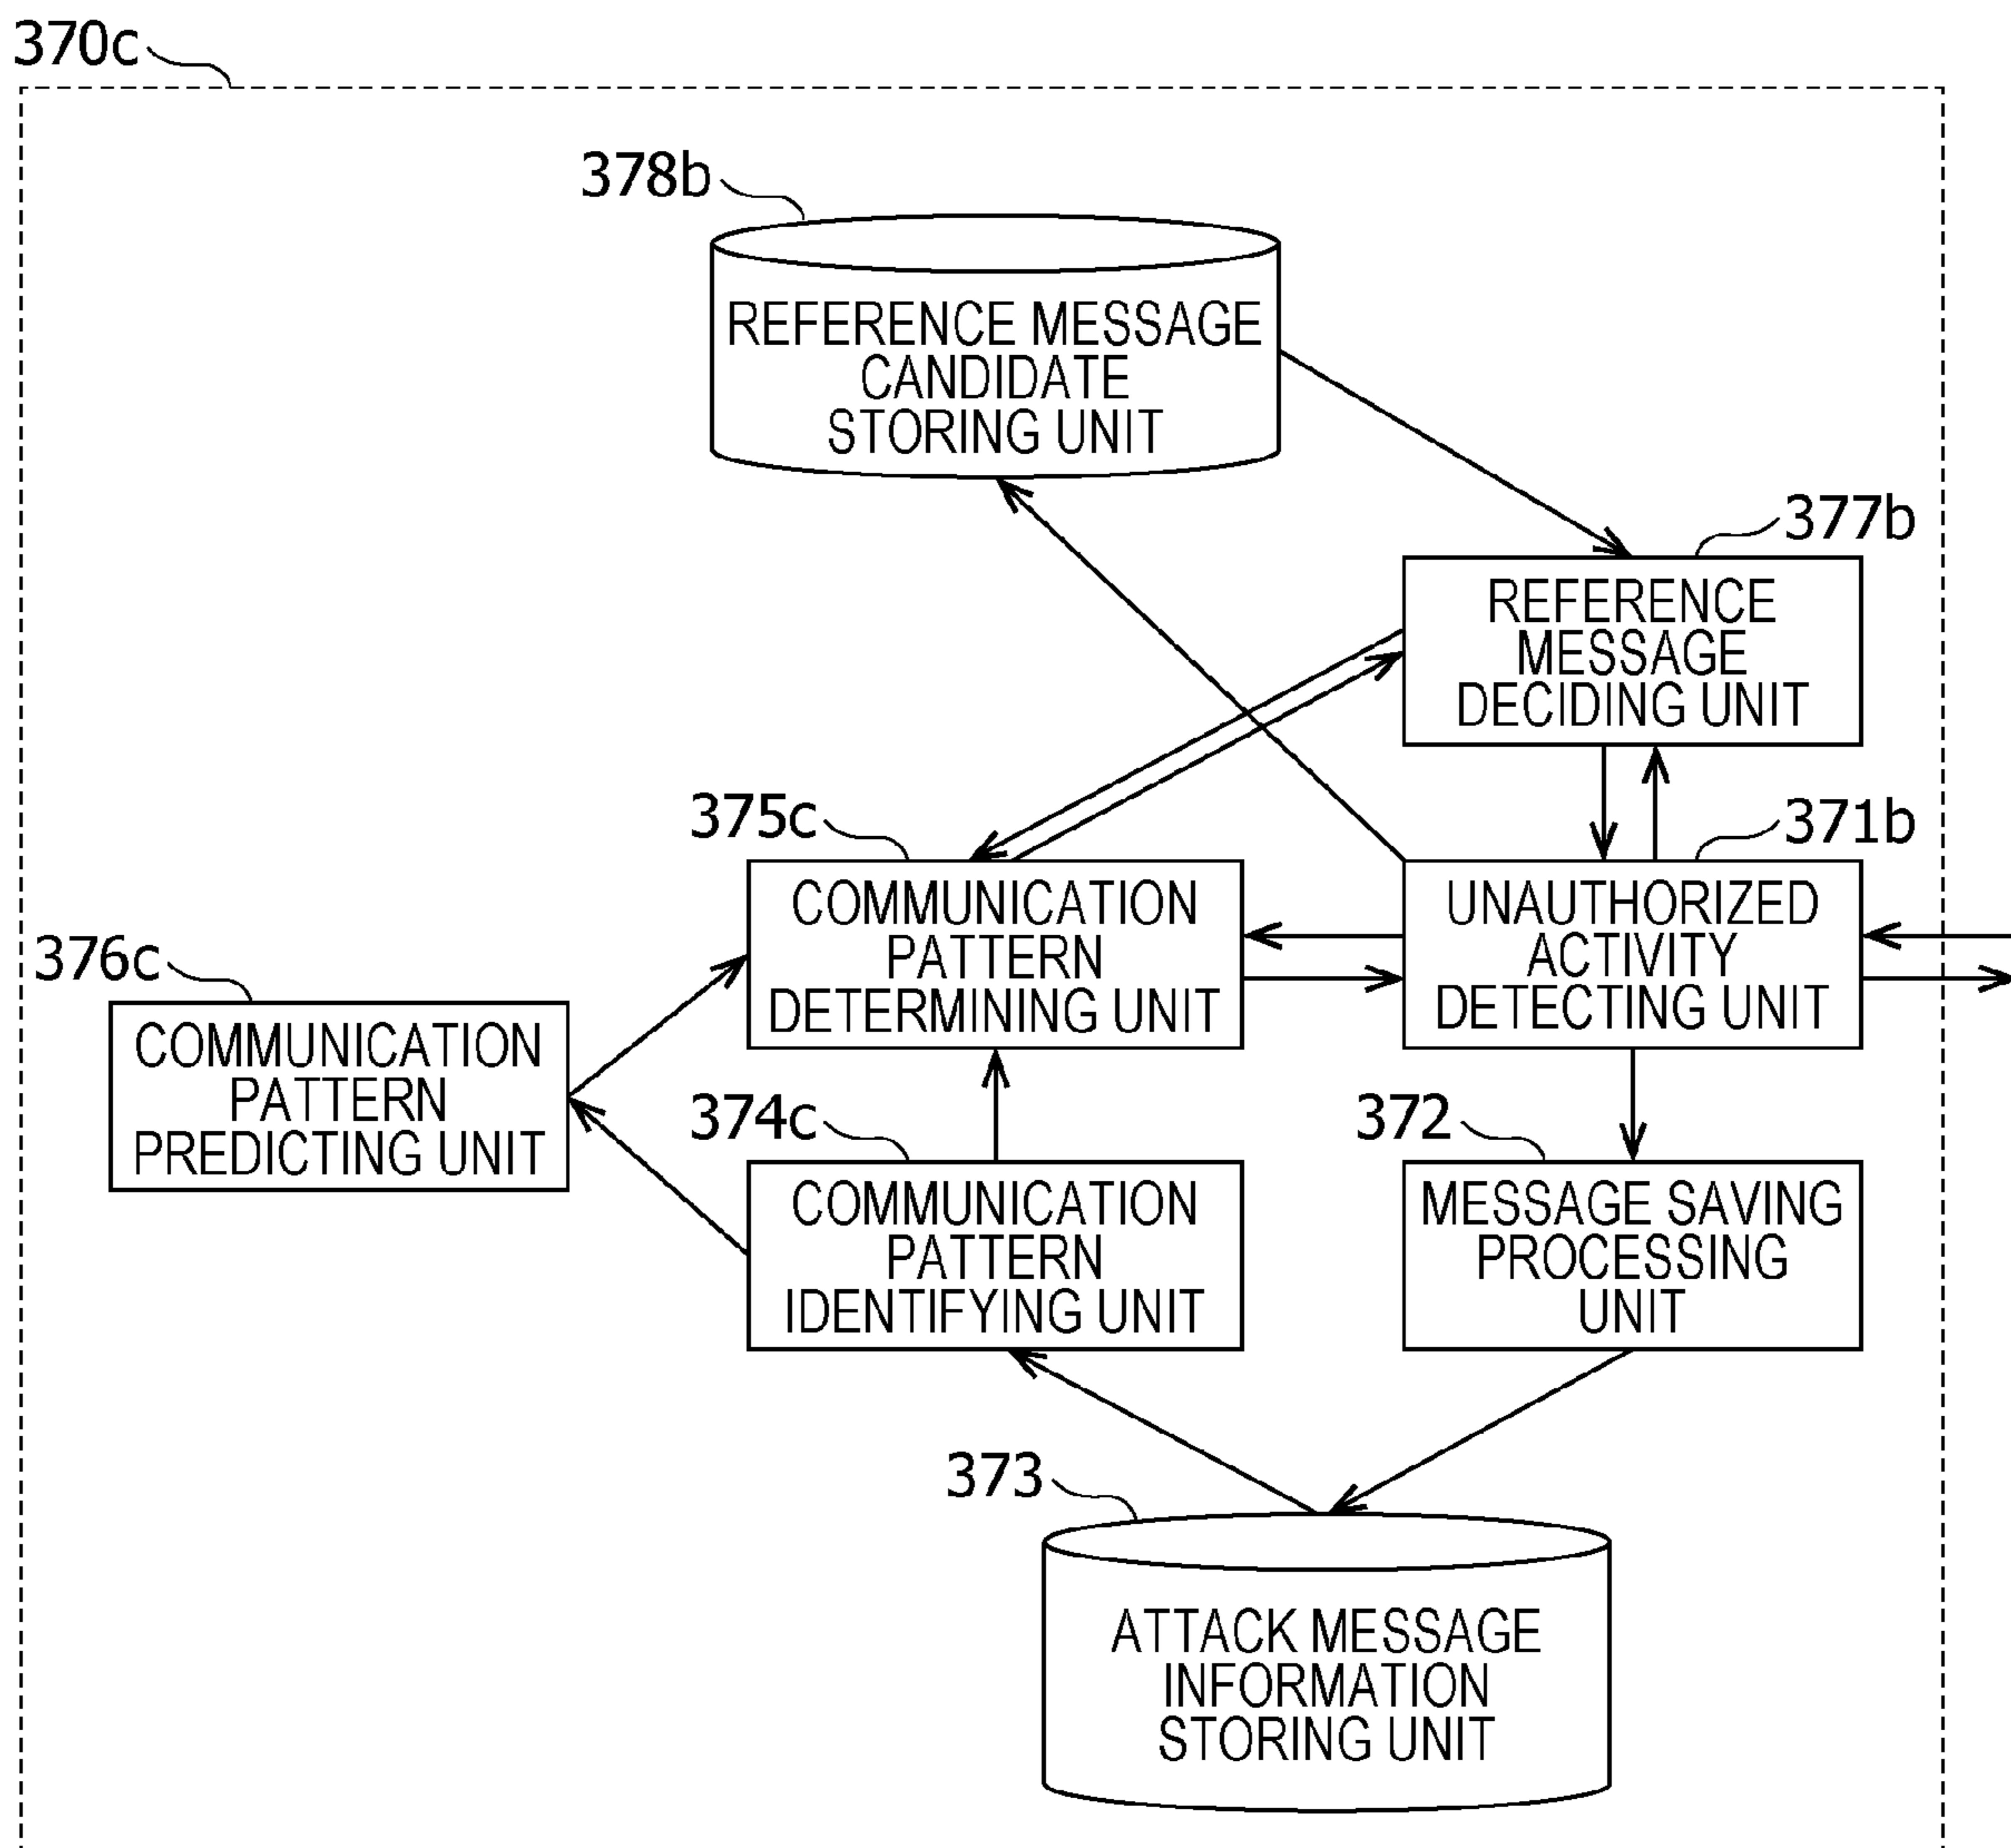 370c
378b
REFERENCE MESSAGE
CANDIDATE
STORING UNIT
377b
REFERENCE
MESSAGE
DECIDING UNIT
375c
COMMUNICATION
PATTERN
DETERMINING UNIT
371b
UNAUTHORIZED
ACTIVITY
DETECTING UNIT
376c
COMMUNICATION
PATTERN
PREDICTING UNIT
374c
COMMUNICATION
PATTERN
IDENTIFYING UNIT
372
MESSAGE SAVING
PROCESSING
UNIT
373
ATTACK MESSAGE
INFORMATION
STORING UNIT